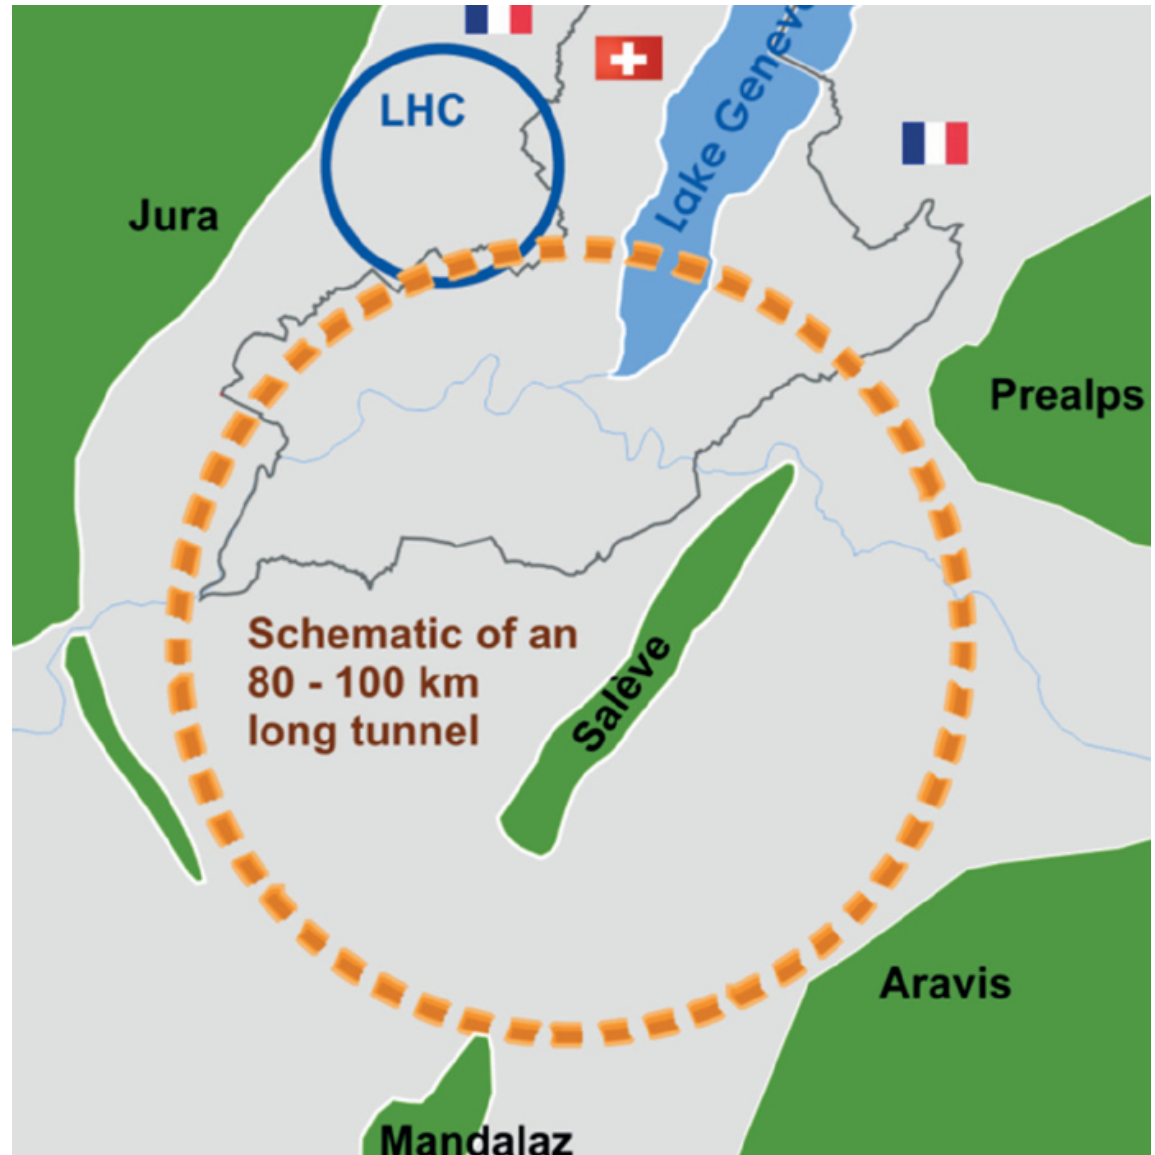 LHC
Lake Geneva
Jura
Prealps
Schematic of an
80 - 100 km
long tunnel
Salève
Aravis
Mandalaz